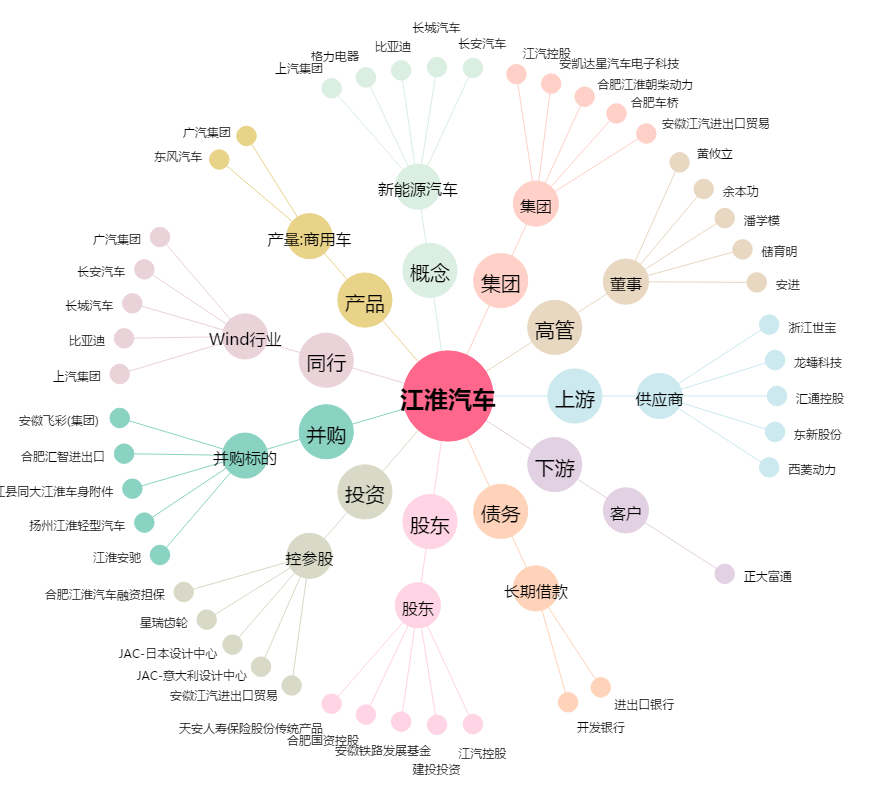 长城汽车
比亚迪
长安汽车
格力电器
上汽集团
江汽控股
安凯达星汽车电子科技
合肥江淮朝柴动力
合肥车桥
安徽江汽进出口贸易
广汽集团
东风汽车
黄攸立
余本功
潘学模
储育明
安进
新能源汽车
集团
产量:商用车
董事
概念
集团
产品
高管
广汽集团
长安汽车
长城汽车
比亚迪
上汽集团
Wind行业
同行
江淮汽车
上游
供应商
浙江世宝
龙蟠科技
汇通控股
东新股份
西菱动力
安徽飞彩(集团)
合肥汇智进出口
江县同大江淮车身附件
扬州江淮轻型汽车
江淮安驰
并购标的
并购
下游
客户
正大富通
投资
股东
债务
控参股
股东
长期借款
合肥江淮汽车融资担保
星瑞齿轮
JAC-日本设计中心
JAC-意大利设计中心
安徽江汽进出口贸易
天安人寿保险股份传统产品
合肥国资控股
安徽铁路发展基金
建投投资
江汽控股
进出口银行
开发银行